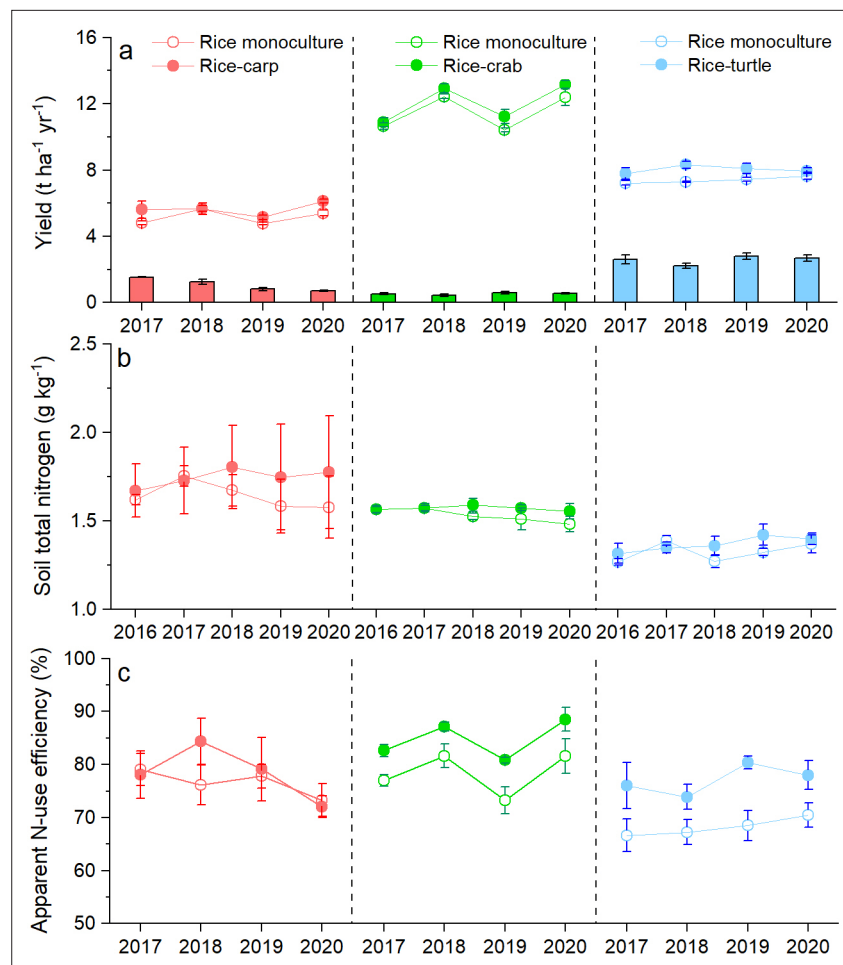 a
Rice monoculture
Rice-carp
Rice monoculture
Rice-crab
Rice monoculture
Rice-turtle
Yield (t ha⁻¹ yr⁻¹)
16
12
8
4
0
2017 2018 2019 2020 2017 2018 2019 2020 2017 2018 2019 2020
b
Soil total nitrogen (g kg⁻¹)
2.5
2.0
1.5
1.0
2016 2017 2018 2019 2020 2016 2017 2018 2019 2020 2016 2017 2018 2019 2020
c
Apparent N-use efficiency (%)
100
90
80
70
60
50
2017 2018 2019 2020 2017 2018 2019 2020 2017 2018 2019 2020